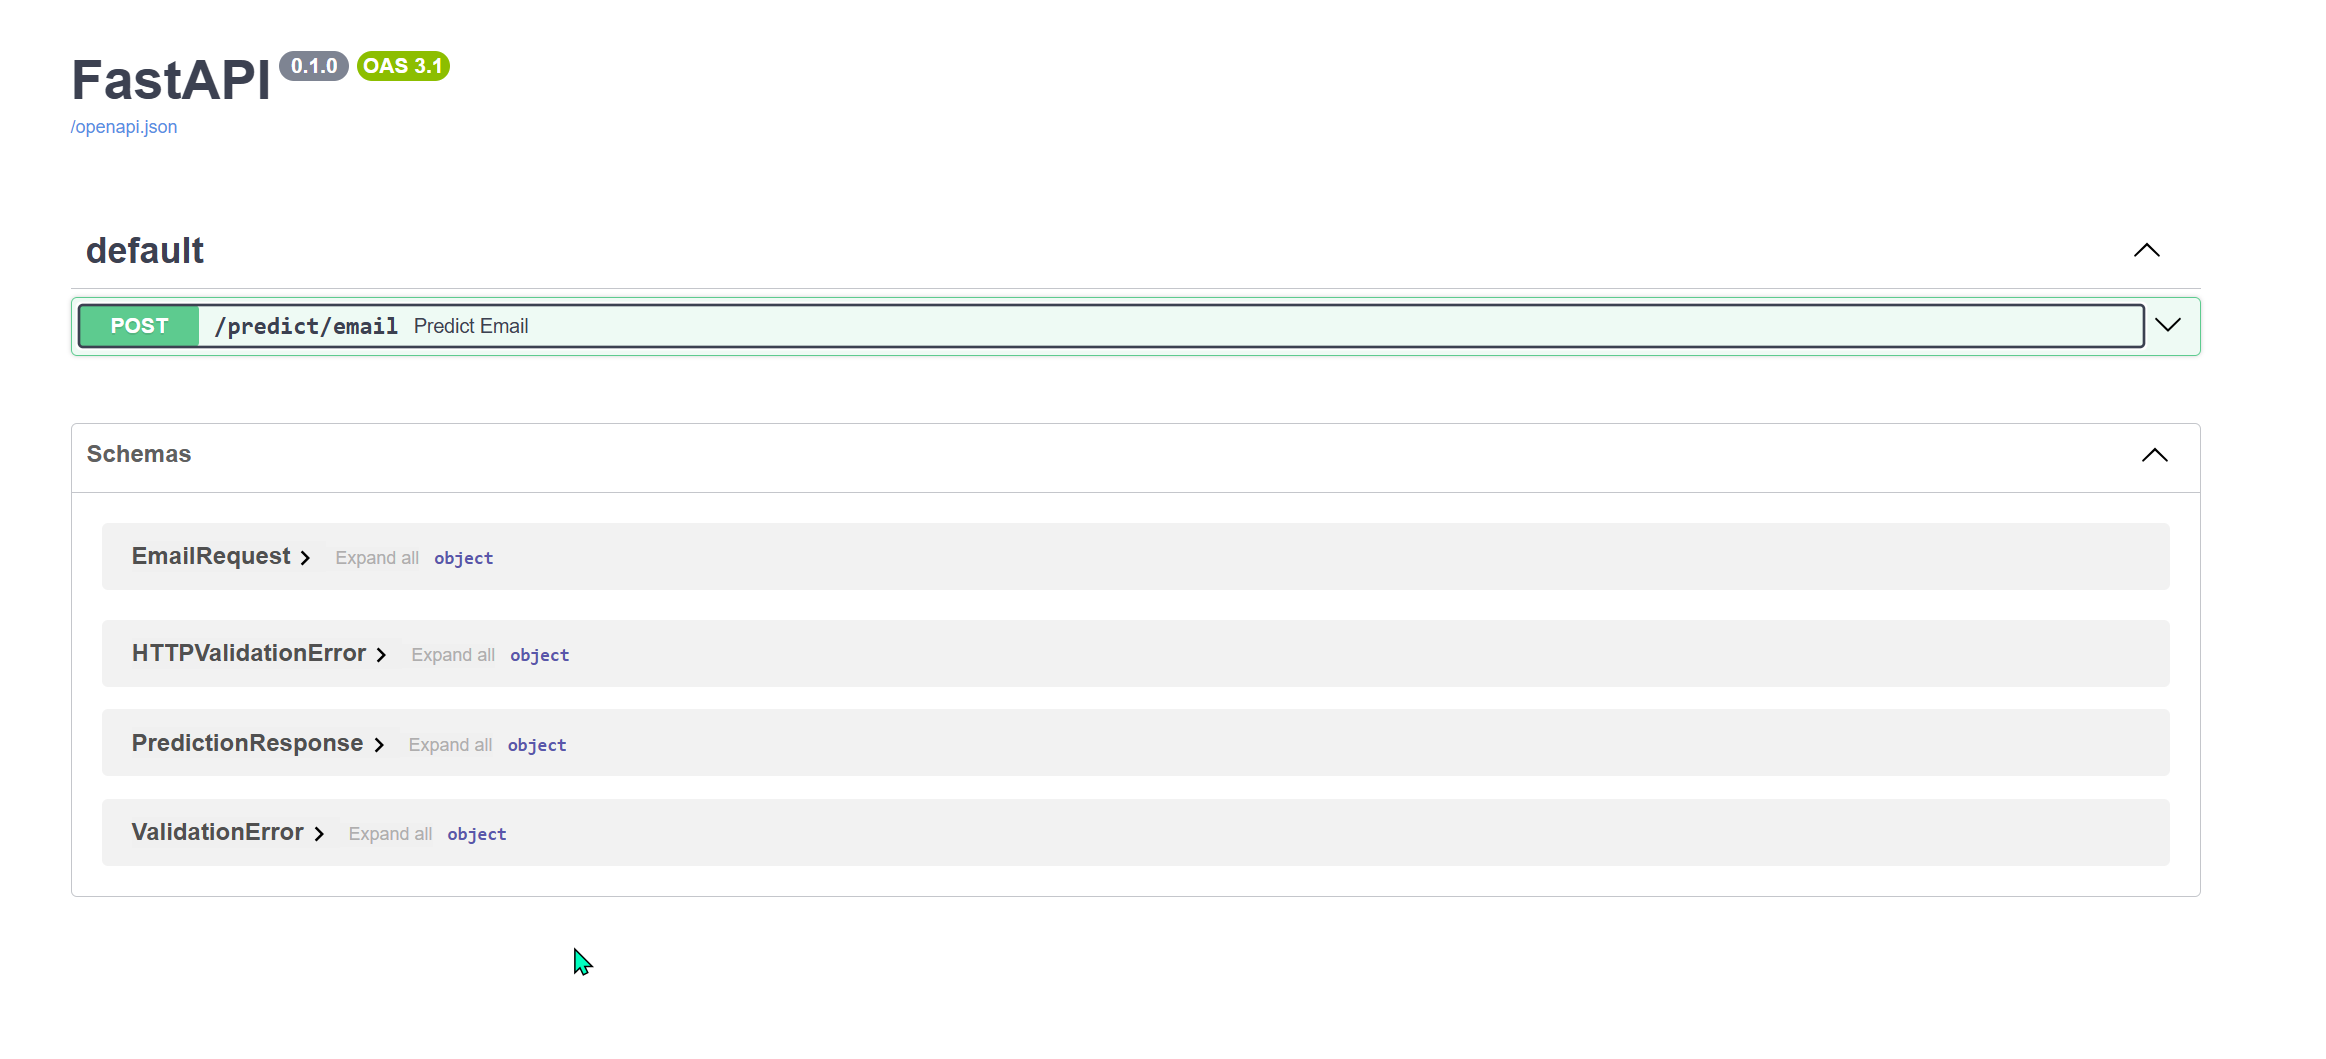 FastAPI 0.1.0 OAS 3.1
/openapi.json
default
POST /predict/email Predict Email
Schemas
EmailRequest Expand all object
HTTPValidationError Expand all object
PredictionResponse Expand all object
ValidationError Expand all object